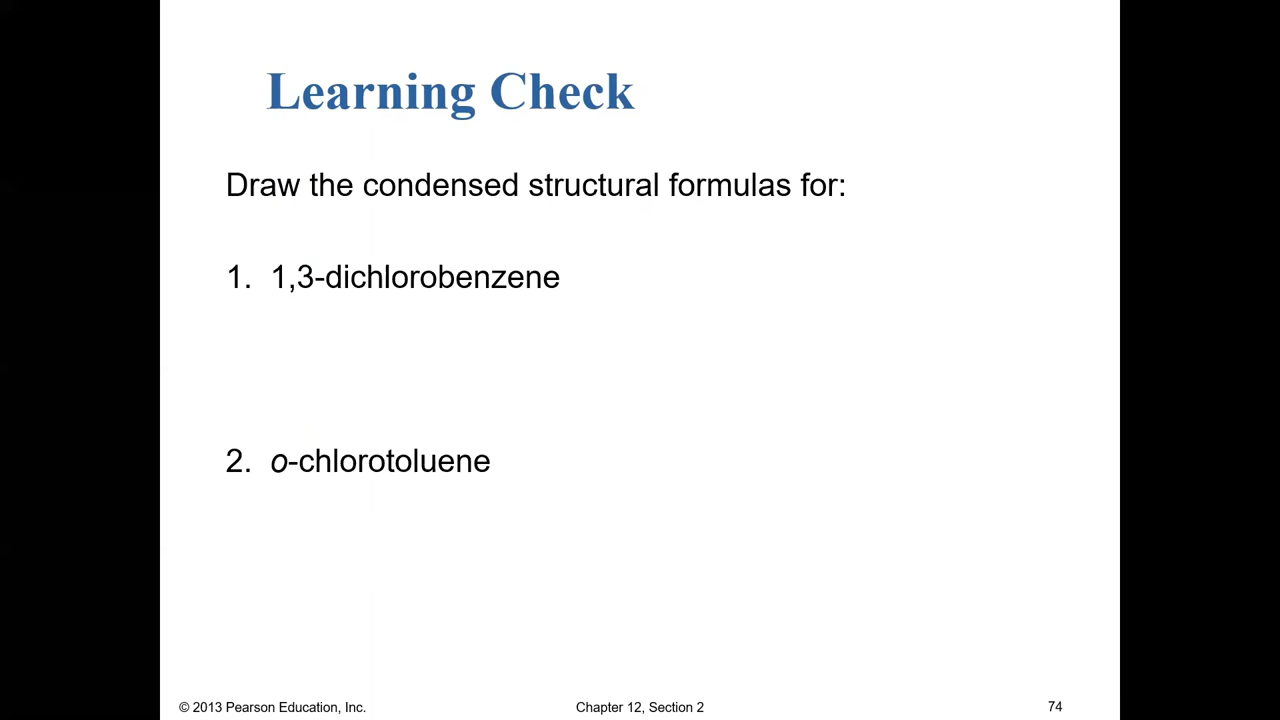 Learning Check
Draw the condensed structural formulas for:
1. 1,3-dichlorobenzene
2. o-chlorotoluene
© 2013 Pearson Education, Inc.
Chapter 12, Section 2
74